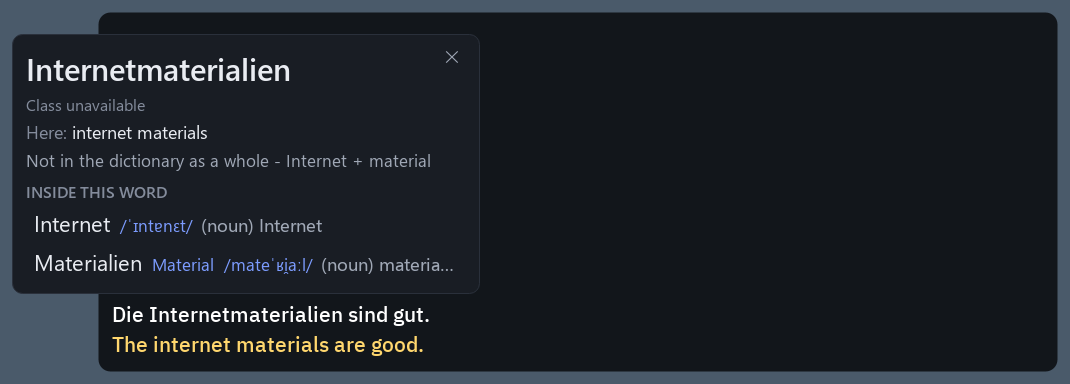 Internetmaterialien
Class unavailable
Here: internet materials
Not in the dictionary as a whole - Internet + material
INSIDE THIS WORD
Internet /ˈɪntɐnɛt/ (noun) Internet
Materialien Material /mateˈʁi̯aːl/ (noun) materia...
Die Internetmaterialien sind gut.
The internet materials are good.